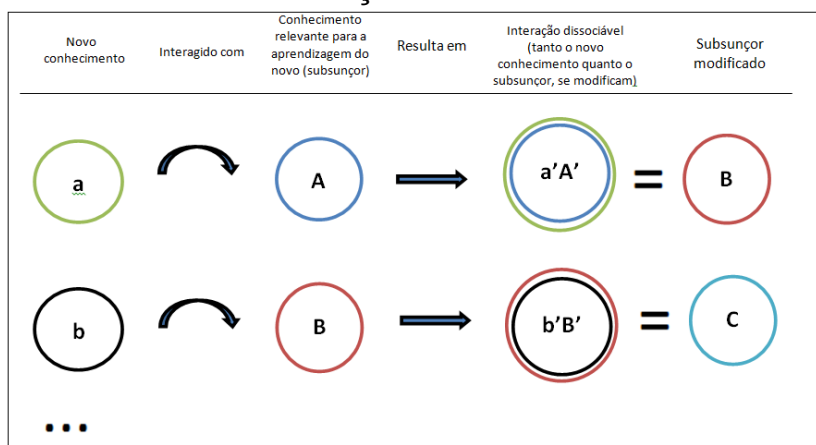 Novo
conhecimento
Interagido com
Conhecimento
relevante para a
aprendizagem do
novo (subsunçor)
Resulta em
Interação dissociável
(tanto o novo
conhecimento quanto o
subsunçor, se modificam)
Subsunçor
modificado
a
A
a’A’
=
B
b
B
b’B’
=
C
...